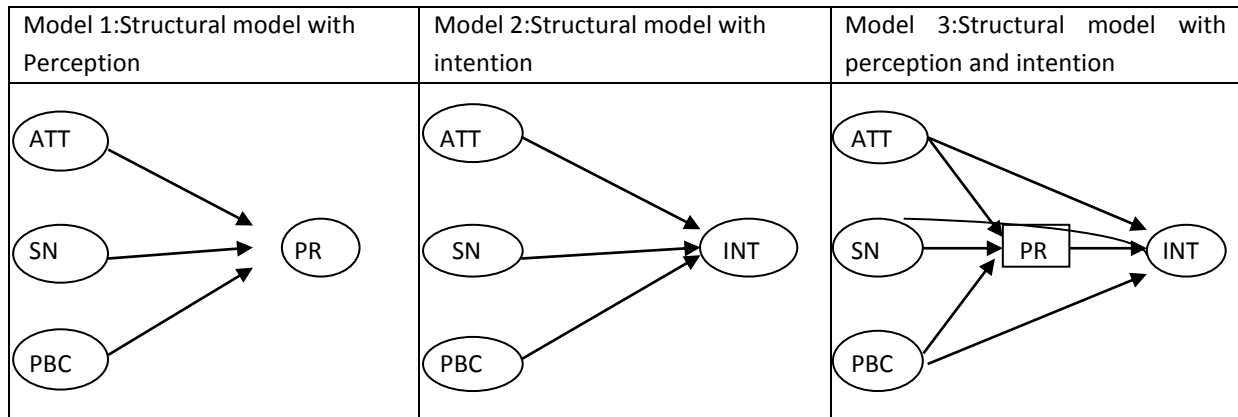 Model 1:Structural model with
Perception
Model 2:Structural model with
intention
Model 3:Structural model with
perception and intention
ATT
SN
PR
PBC
ATT
SN
INT
PBC
ATT
SN
PR
INT
PBC